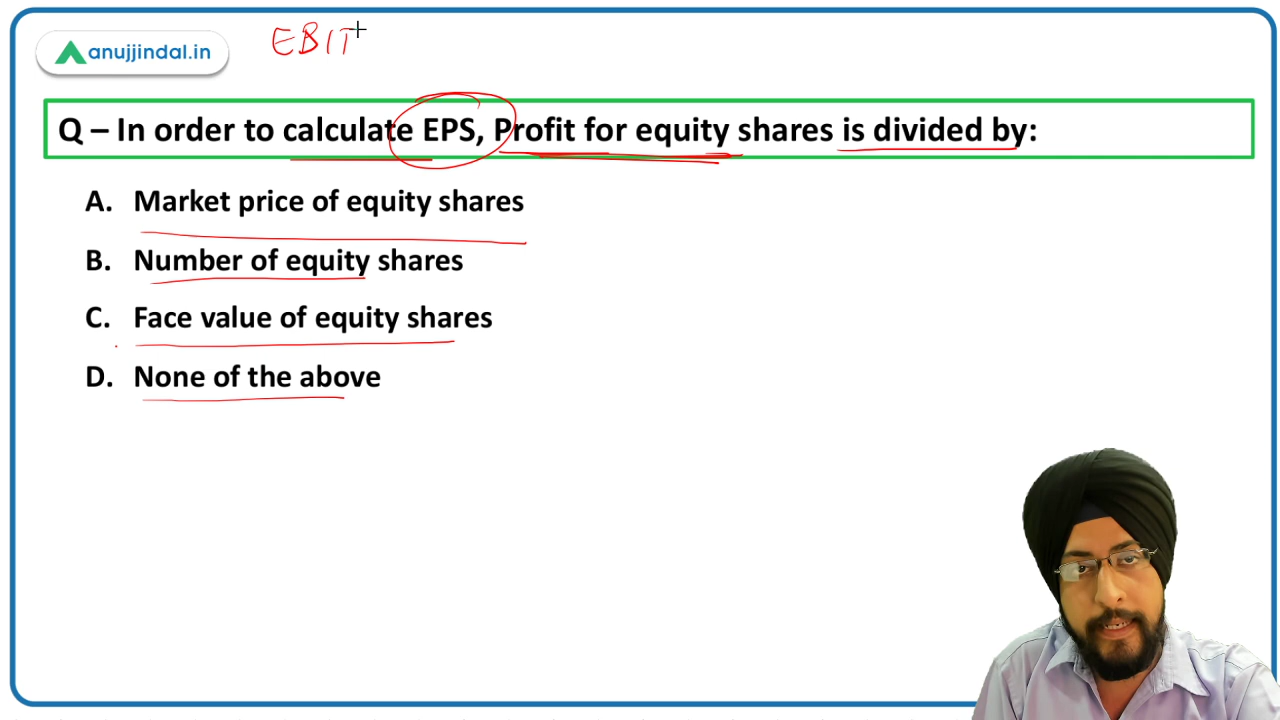 anujjindal.in
EBIT
Q – In order to calculate EPS, Profit for equity shares is divided by:
A. Market price of equity shares
B. Number of equity shares
C. Face value of equity shares
D. None of the above